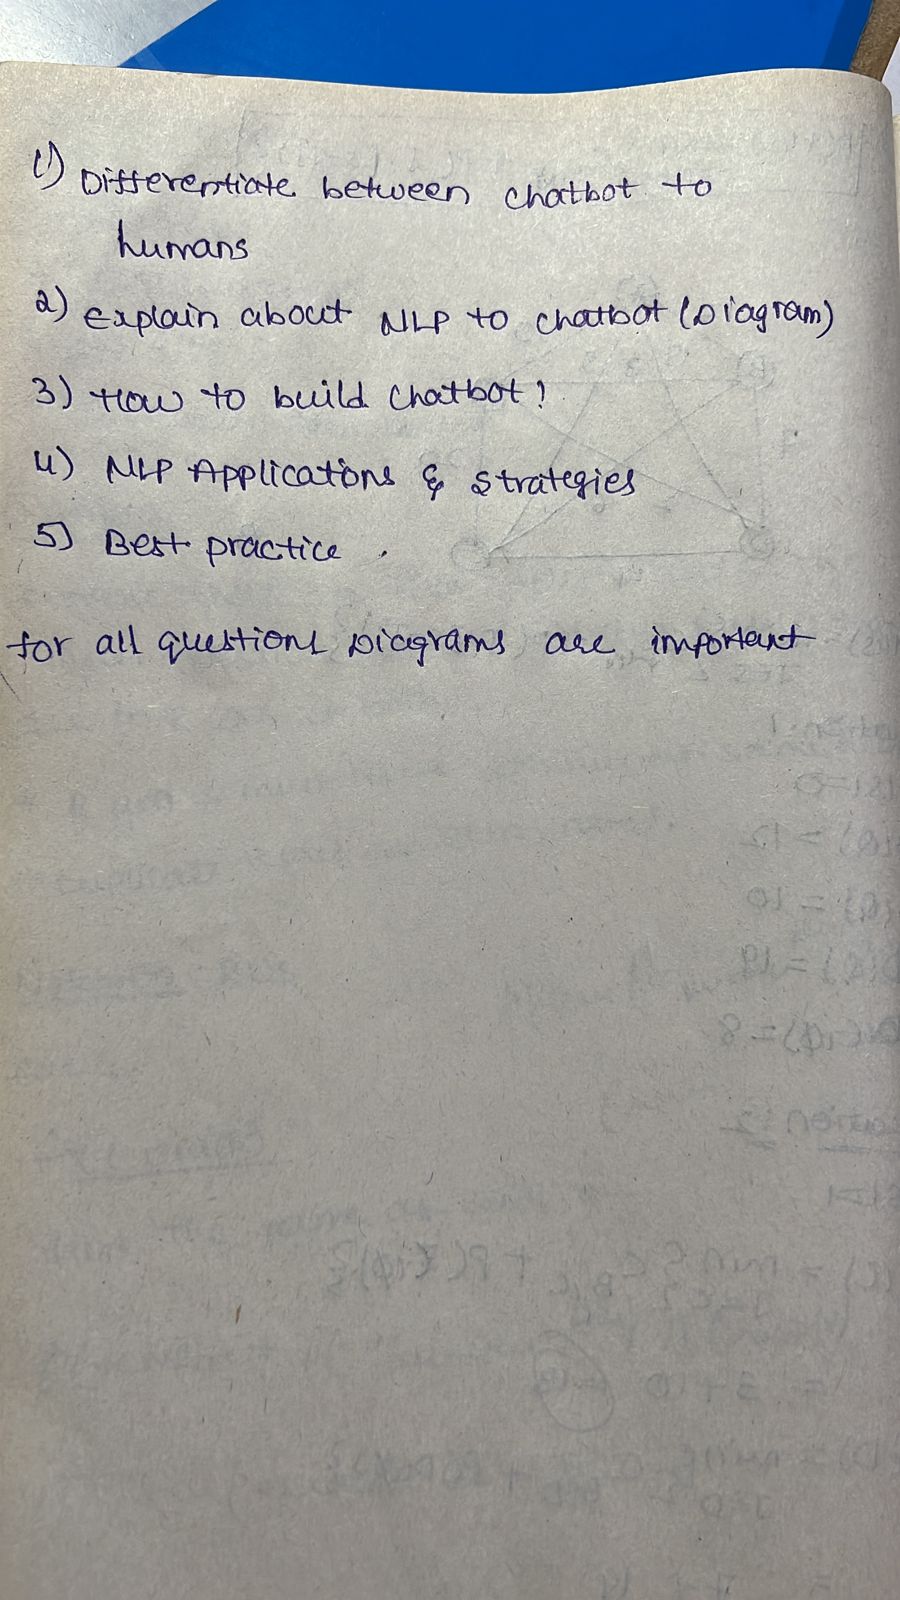 1) Differentiate between chatbot to
humans
2) explain about NLP to chatbot (Diagram)
3) How to build chatbot?
4) NLP Applications & strategies
5) Best practice.
for all questions Diagrams are important